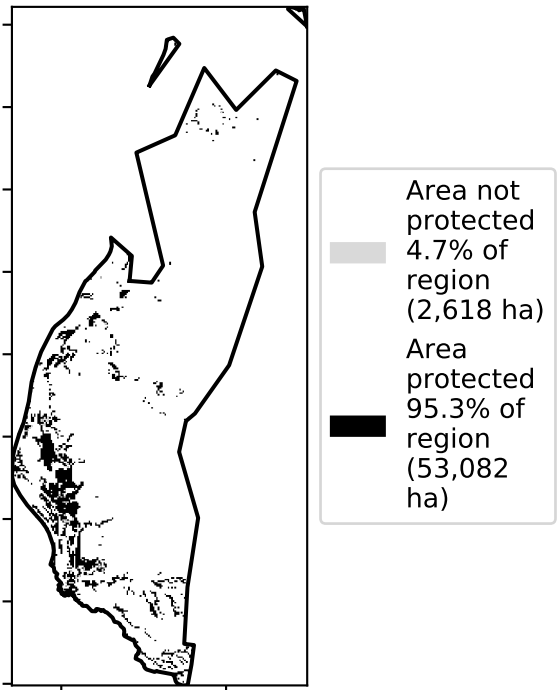 Area not
protected
4.7% of
region
(2,618 ha)
Area
protected
95.3% of
region
(53,082
ha)